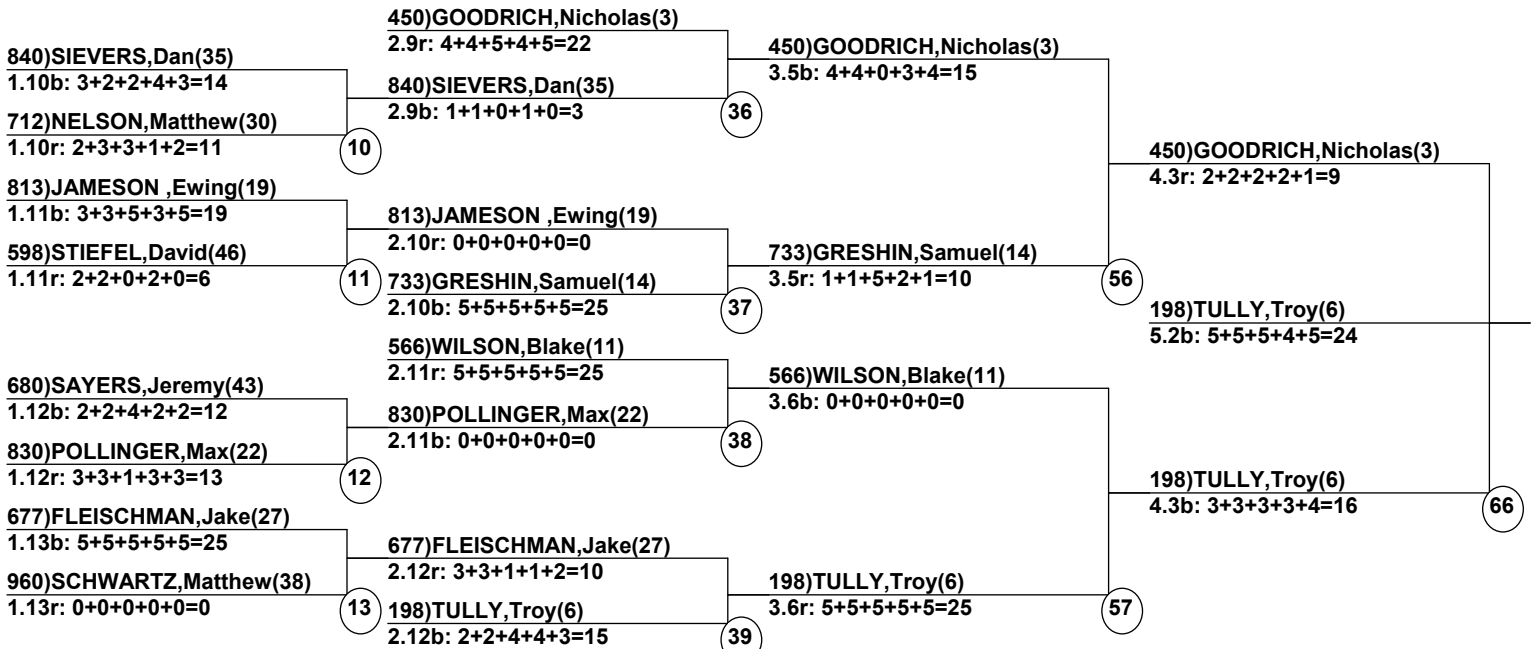 840)SIEVERS,Dan(35)
1.10b: 3+2+2+4+3=14
712)NELSON,Matthew(30)
1.10r: 2+3+3+1+2=11
10
813)JAMESON ,Ewing(19)
1.11b: 3+3+5+3+5=19
598)STIEFEL,David(46)
1.11r: 2+2+0+2+0=6
11
680)SAYERS,Jeremy(43)
1.12b: 2+2+4+2+2=12
830)POLLINGER,Max(22)
1.12r: 3+3+1+3+3=13
12
677)FLEISCHMAN,Jake(27)
1.13b: 5+5+5+5+5=25
960)SCHWARTZ,Matthew(38)
1.13r: 0+0+0+0+0=0
13
450)GOODRICH,Nicholas(3)
2.9r: 4+4+5+4+5=22
840)SIEVERS,Dan(35)
2.9b: 1+1+0+1+0=3
36
813)JAMESON ,Ewing(19)
2.10r: 0+0+0+0+0=0
733)GRESHIN,Samuel(14)
2.10b: 5+5+5+5+5=25
37
566)WILSON,Blake(11)
2.11r: 5+5+5+5+5=25
830)POLLINGER,Max(22)
2.11b: 0+0+0+0+0=0
38
677)FLEISCHMAN,Jake(27)
2.12r: 3+3+1+1+2=10
198)TULLY,Troy(6)
2.12b: 2+2+4+4+3=15
39
450)GOODRICH,Nicholas(3)
3.5b: 4+4+0+3+4=15
733)GRESHIN,Samuel(14)
3.5r: 1+1+5+2+1=10
56
566)WILSON,Blake(11)
3.6b: 0+0+0+0+0=0
198)TULLY,Troy(6)
3.6r: 5+5+5+5+5=25
57
450)GOODRICH,Nicholas(3)
4.3r: 2+2+2+2+1=9
198)TULLY,Troy(6)
5.2b: 5+5+5+4+5=24
198)TULLY,Troy(6)
4.3b: 3+3+3+3+4=16
66